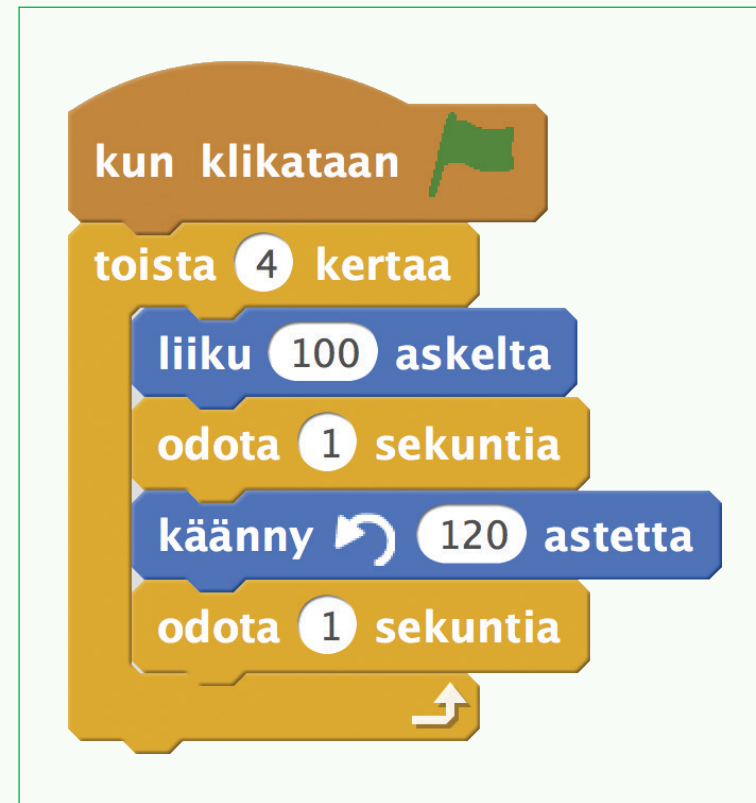 kun klikataan
toista 4 kertaa
liiku 100 askelta
odota 1 sekuntia
käänny 120 astetta
odota 1 sekuntia